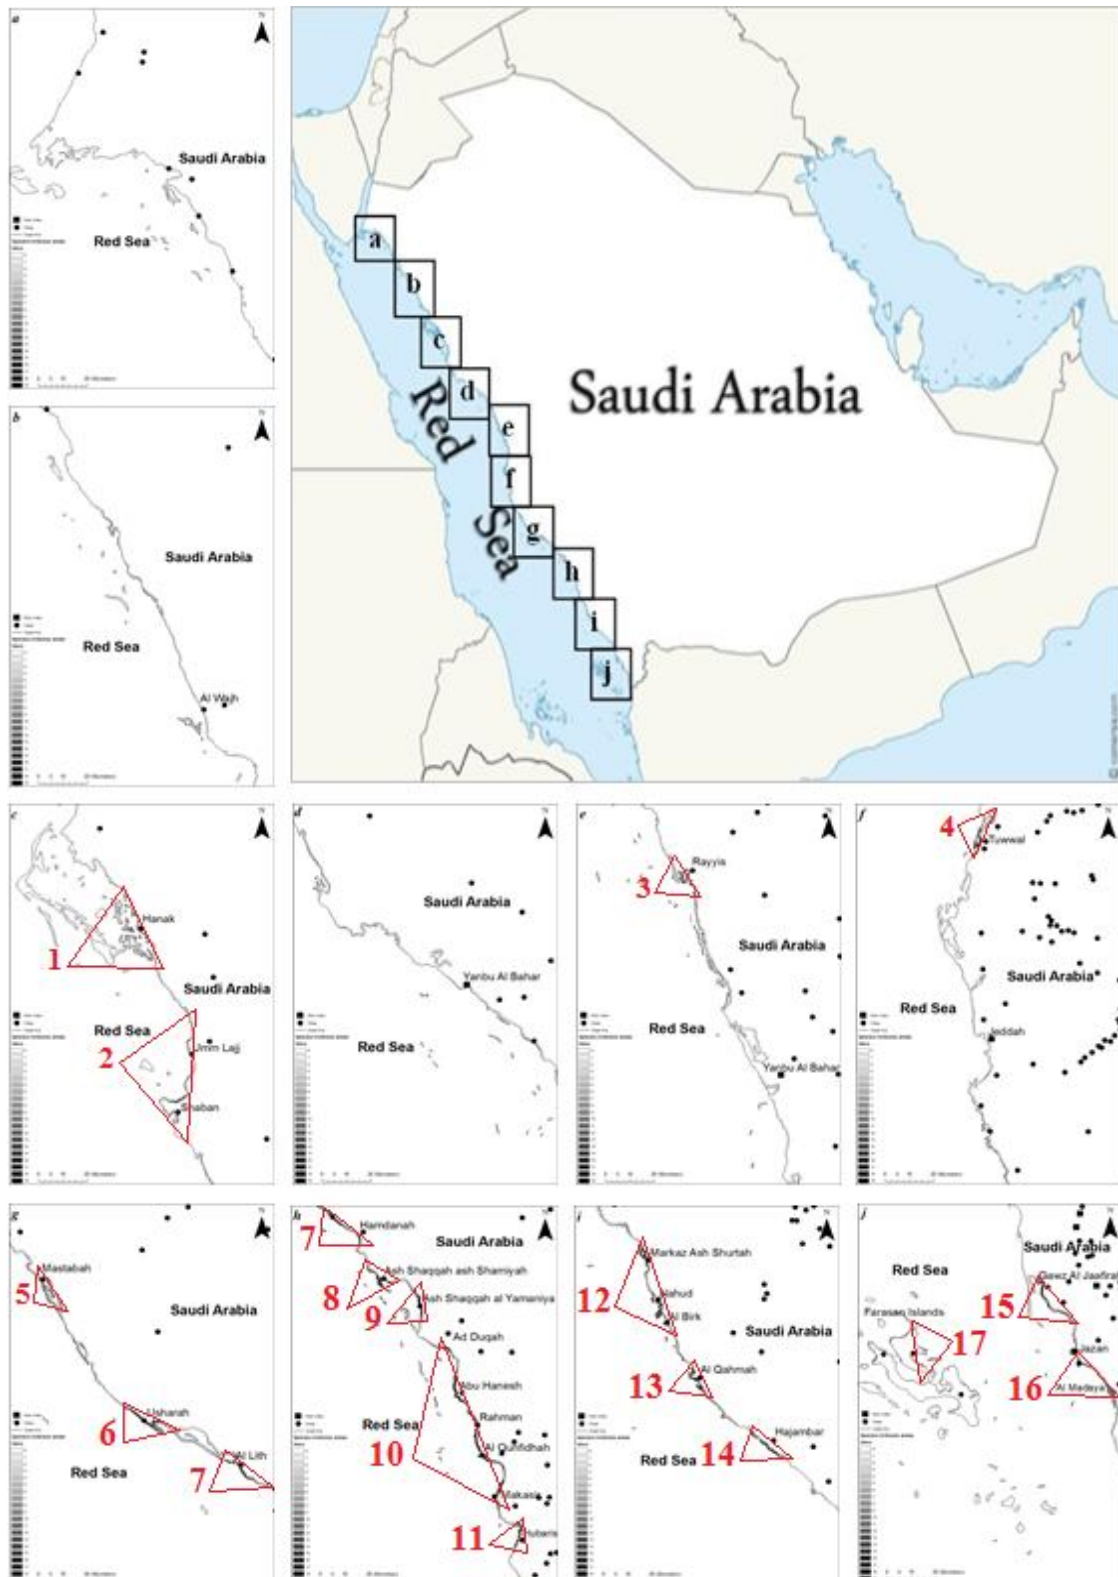 a
N
Saudi Arabia
Red Sea
b
N
Saudi Arabia
Red Sea
Al Wajh
a
b
c
d
e
f
g
h
i
j
Saudi Arabia
Red
Sea
c
N
Hanak
1
Saudi Arabia
Red Sea
2
Umm Lajj
Shaban
d
N
Saudi Arabia
Yanbu Al Bahar
Red Sea
e
N
Rayyis
3
Saudi Arabia
Red Sea
Yanbu Al Bahar
f
N
4
Tuwwal
Saudi Arabia
Red Sea
Jeddah
g
N
Mastabah
5
Saudi Arabia
Usharah
6
Al Lith
Red Sea
7
h
N
7
Hamdanah
Saudi Arabia
Ash Shaqqah ash Shamiyah
8
Ash Shaqqah al Yamaniya
9
Ad Duqah
Abu Hanesh
Red Sea
Rahman
10
Al Qunfidhah
Makasir
11
Hubaris
i
N
Markaz Ash Shurtah
Nahud
12
Al Birk
Saudi Arabia
Al Qahmah
13
Hajambar
14
Red Sea
j
N
Saudi Arabia
Red Sea
Qawz Al Jaafirah
15
Farasan Islands
17
Jazan
16
Al Madaya